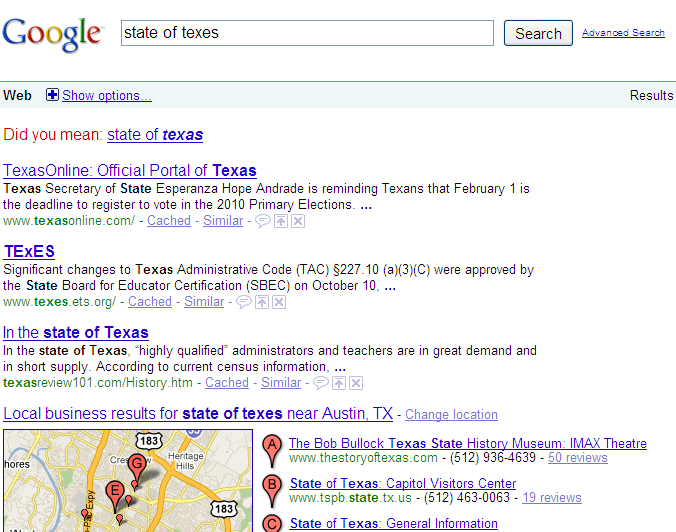 Google
state of texes
Search
Advanced Search
Web Show options...
Results
Did you mean: state of texas
TexasOnline: Official Portal of Texas
Texas Secretary of State Esperanza Hope Andrade is reminding Texans that February 1 is
the deadline to register to vote in the 2010 Primary Elections. ...
www.texasonline.com/ - Cached - Similar -
TExES
Significant changes to Texas Administrative Code (TAC) §227.10 (a)(3)(C) were approved by
the State Board for Educator Certification (SBEC) on October 10, ...
www.texes.ets.org/ - Cached - Similar -
In the state of Texas
In the state of Texas, “highly qualified” administrators and teachers are in great demand and
in short supply. According to current census information, ...
texasreview101.com/History.htm - Cached - Similar -
Local business results for state of texes near Austin, TX - Change location
183
Heritage
Hills
hores
G
E
183
Pac Expy
A
The Bob Bullock Texas State History Museum: IMAX Theatre
www.thestoryoftexas.com - (512) 936-4639 - 50 reviews
B
State of Texas: Capitol Visitors Center
www.tspb.state.tx.us - (512) 463-0063 - 19 reviews
C
State of Texas: General Information